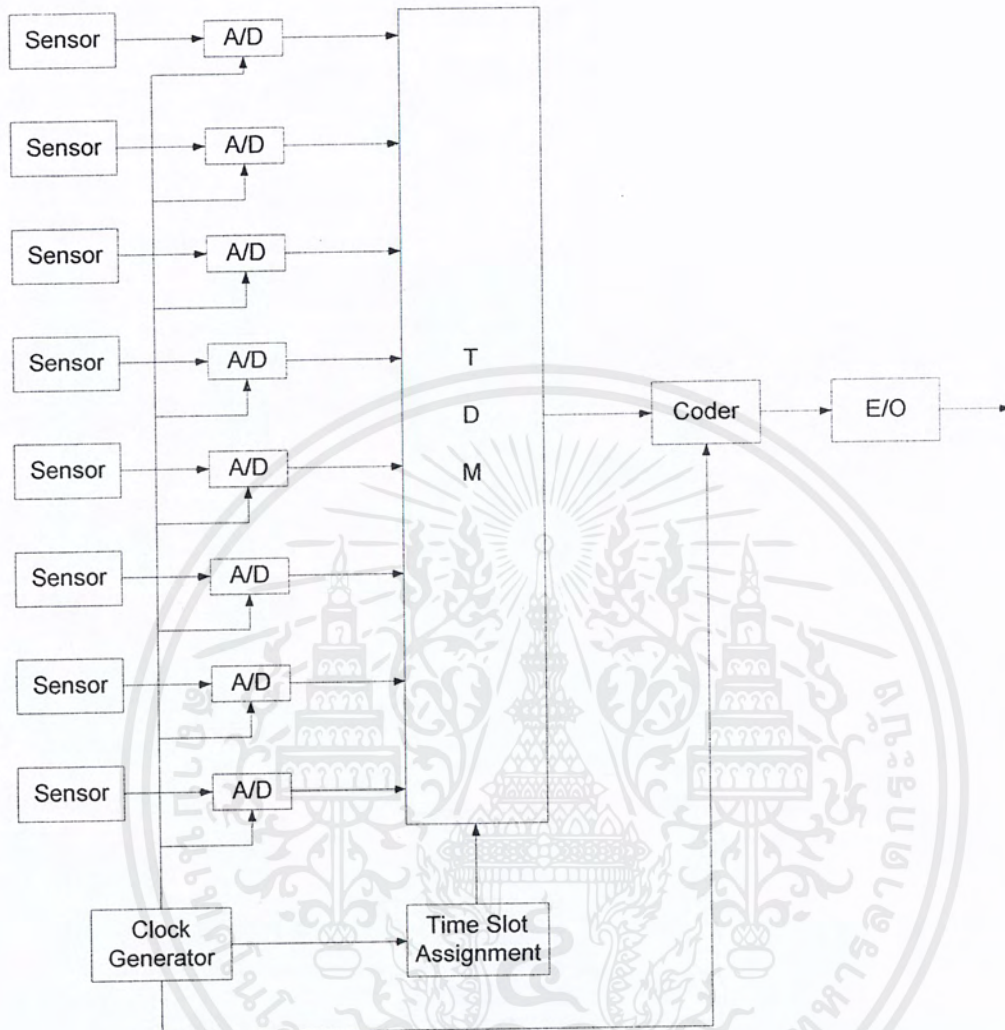 Sensor
A/D
Sensor
A/D
Sensor
A/D
Sensor
A/D
Sensor
A/D
Sensor
A/D
Sensor
A/D
Sensor
A/D
T
D
M
Coder
E/O
Clock
Generator
Time Slot
Assignment